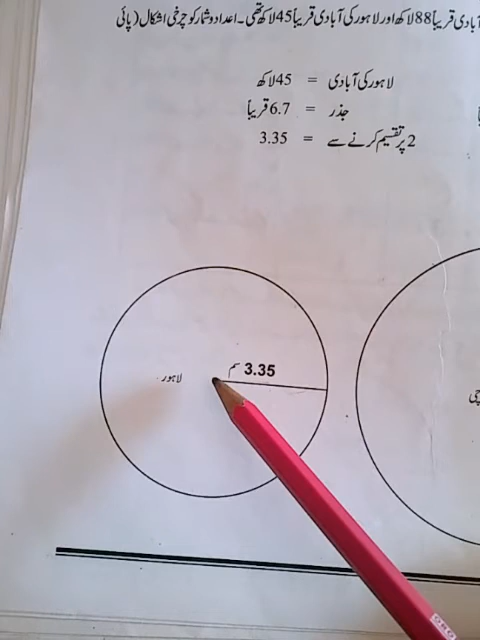 آبادی قریباً 88 لاکھ اور لاہور کی آبادی قریباً 45 لاکھ تھی۔ اعداد و شمار کو چرخی اشکال (پائی
لاہور کی آبادی = 45 لاکھ
جذر = 6.7 قریباً
2 پر تقسیم کرنے سے = 3.35
3.35 سم
لاہور